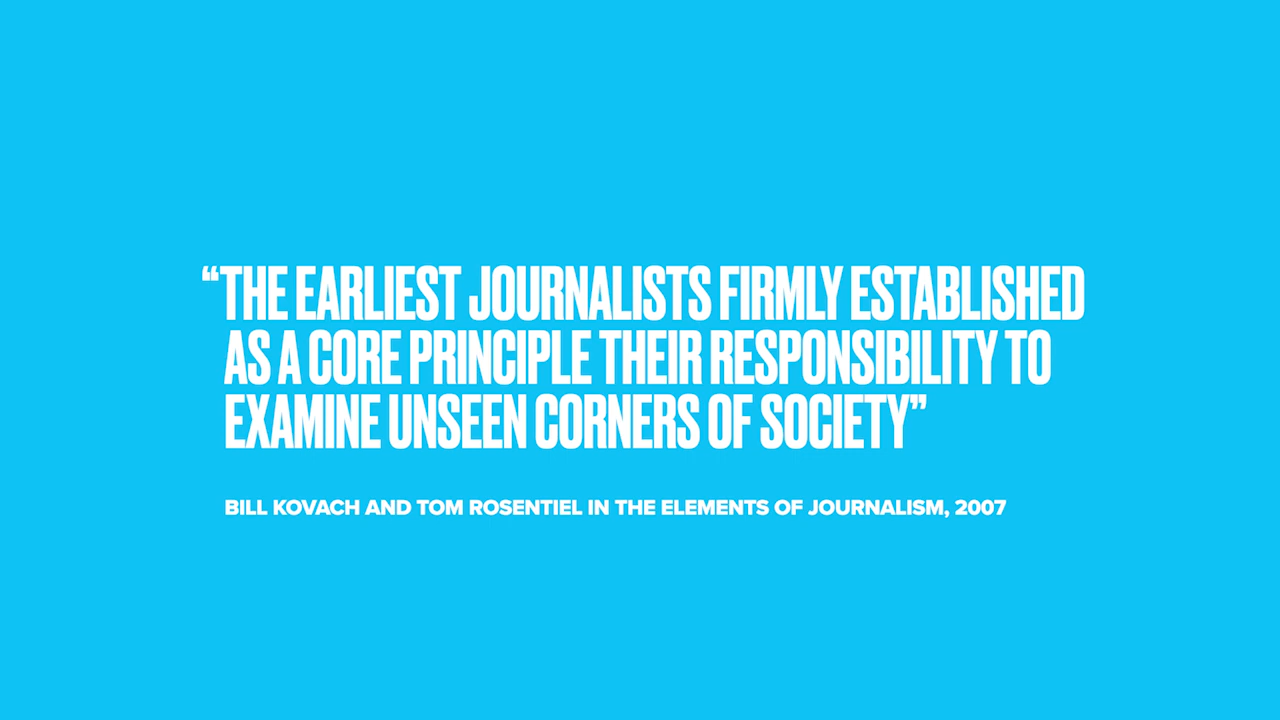 “THE EARLIEST JOURNALISTS FIRMLY ESTABLISHED
AS A CORE PRINCIPLE THEIR RESPONSIBILITY TO
EXAMINE UNSEEN CORNERS OF SOCIETY”
BILL KOVACH AND TOM ROSENTIEL IN THE ELEMENTS OF JOURNALISM, 2007